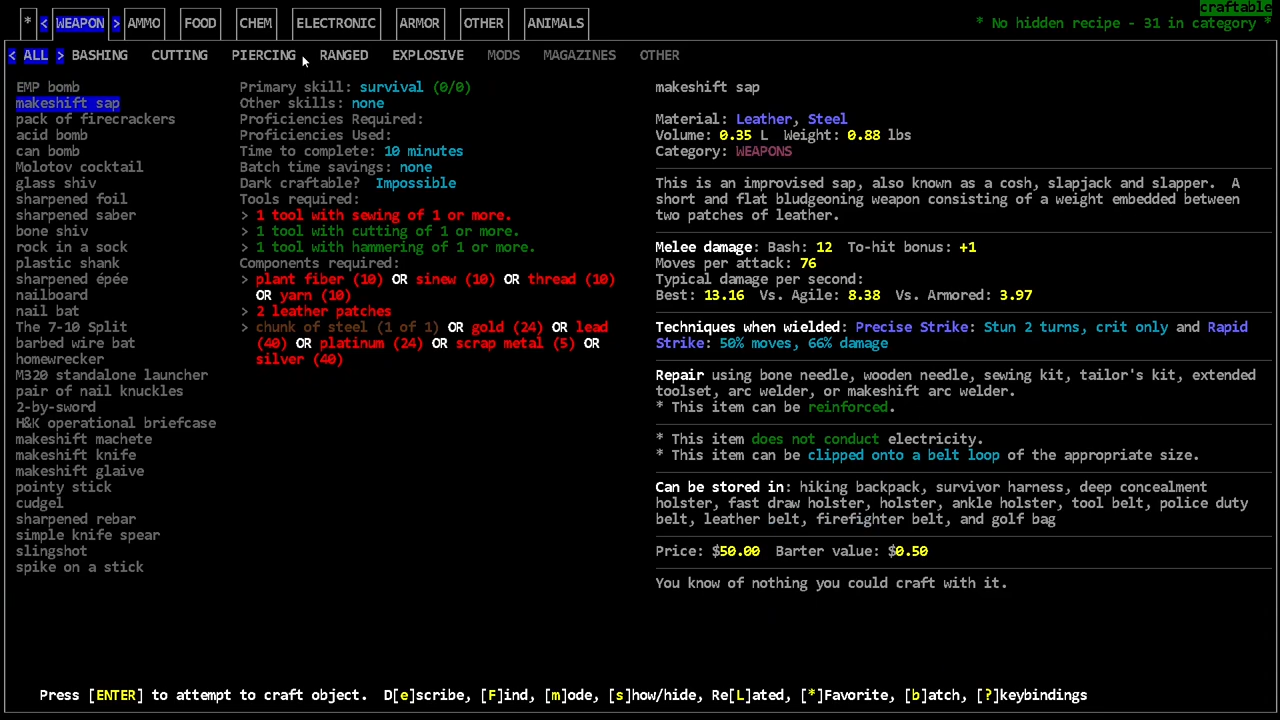 craftable
* < WEAPON > AMMO FOOD CHEM ELECTRONIC ARMOR OTHER ANIMALS
* No hidden recipe - 31 in category *
< ALL > BASHING CUTTING PIERCING RANGED EXPLOSIVE MODS MAGAZINES OTHER
EMP bomb
makeshift sap
pack of firecrackers
acid bomb
can bomb
Molotov cocktail
glass shiv
sharpened foil
sharpened saber
bone shiv
rock in a sock
plastic shank
sharpened épée
nailboard
nail bat
The 7-10 Split
barbed wire bat
homewrecker
M320 standalone launcher
pair of nail knuckles
2-by-sword
H&K operational briefcase
makeshift machete
makeshift knife
makeshift glaive
pointy stick
cudgel
sharpened rebar
simple knife spear
slingshot
spike on a stick
Primary skill: survival (0/0)
Other skills: none
Proficiencies Required:
Proficiencies Used:
Time to complete: 10 minutes
Batch time savings: none
Dark craftable? Impossible
Tools required:
> 1 tool with sewing of 1 or more.
> 1 tool with cutting of 1 or more.
> 1 tool with hammering of 1 or more.
Components required:
> plant fiber (10) OR sinew (10) OR thread (10)
OR yarn (10)
> 2 leather patches
> chunk of steel (1 of 1) OR gold (24) OR lead
(40) OR platinum (24) OR scrap metal (5) OR
silver (40)
makeshift sap
Material: Leather, Steel
Volume: 0.35 L Weight: 0.88 lbs
Category: WEAPONS
This is an improvised sap, also known as a cosh, slapjack and slapper. A
short and flat bludgeoning weapon consisting of a weight embedded between
two patches of leather.
Melee damage: Bash: 12 To-hit bonus: +1
Moves per attack: 76
Typical damage per second:
Best: 13.16 Vs. Agile: 8.38 Vs. Armored: 3.97
Techniques when wielded: Precise Strike: Stun 2 turns, crit only and Rapid
Strike: 50% moves, 66% damage
Repair using bone needle, wooden needle, sewing kit, tailor's kit, extended
toolset, arc welder, or makeshift arc welder.
* This item can be reinforced.
* This item does not conduct electricity.
* This item can be clipped onto a belt loop of the appropriate size.
Can be stored in: hiking backpack, survivor harness, deep concealment
holster, fast draw holster, holster, ankle holster, tool belt, police duty
belt, leather belt, firefighter belt, and golf bag
Price: $50.00 Barter value: $0.50
You know of nothing you could craft with it.
Press [ENTER] to attempt to craft object. D[e]scribe, [F]ind, [m]ode, [s]how/hide, Re[L]ated, [*]Favorite, [b]atch, [?]keybindings